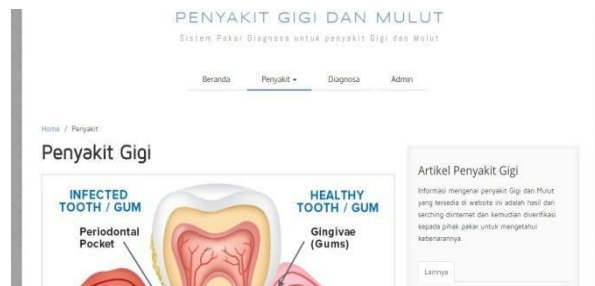 PENYAKIT GIGI DAN MULUT
Sistem Pakar Diagnosa untuk penyakit Gigi dan Mulut
Beranda Penyakit Diagnosa Admin
Home / Penyakit
Penyakit Gigi
INFECTED
TOOTH / GUM
HEALTHY
TOOTH / GUM
Periodontal
Pocket
Gingivae
(Gums)
Artikel Penyakit Gigi
Informasi mengenai penyakit Gigi dan Mulut
yang tersedia di website ini adalah hasil dari
serching diinternet dan kemudian diverifikasi
kepada pihak pakar untuk mengetahui
kebenarannya.
Lainnya